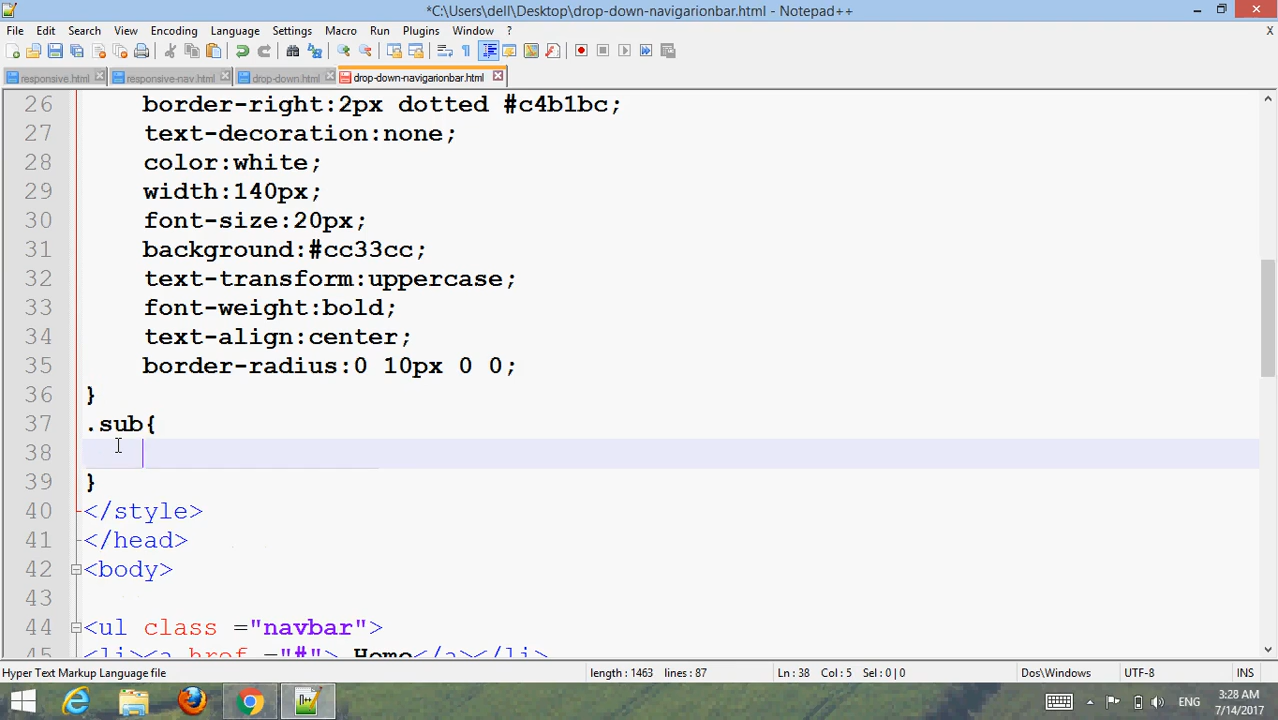 *C:\Users\dell\Desktop\drop-down-navigarionbar.html - Notepad++
File Edit Search View Encoding Language Settings Macro Run Plugins Window ? X
responsive.html responsive-nav.html drop-down.html drop-down-navigarionbar.html
26 border-right:2px dotted #c4b1bc;
27 text-decoration:none;
28 color:white;
29 width:140px;
30 font-size:20px;
31 background:#cc33cc;
32 text-transform:uppercase;
33 font-weight:bold;
34 text-align:center;
35 border-radius:0 10px 0 0;
36 }
37 .sub{
38
39 }
40 </style>
41 </head>
42 <body>
43
44 <ul class ="navbar">
45 <li><a href ="#"> Home</a></li>
Hyper Text Markup Language file length : 1463 lines : 87 Ln : 38 Col : 5 Sel : 0 | 0 Dos\Windows UTF-8 INS
ENG 3:28 AM
7/14/2017